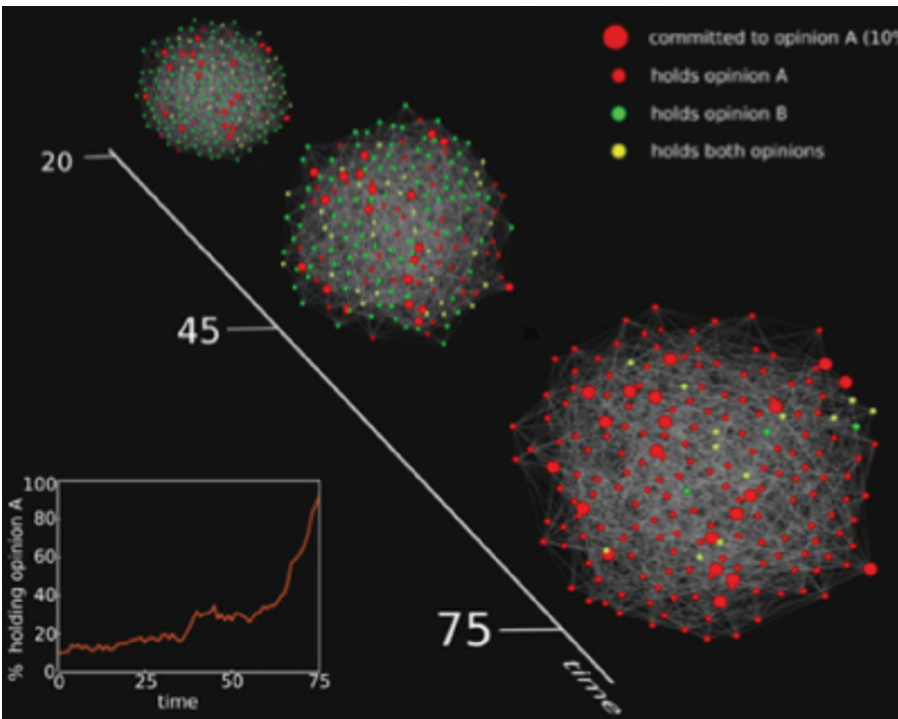 committed to opinion A (10%
holds opinion A
holds opinion B
holds both opinions
20
45
75
time
% holding opinion A
100
80
60
40
20
0
0 25 50 75
time